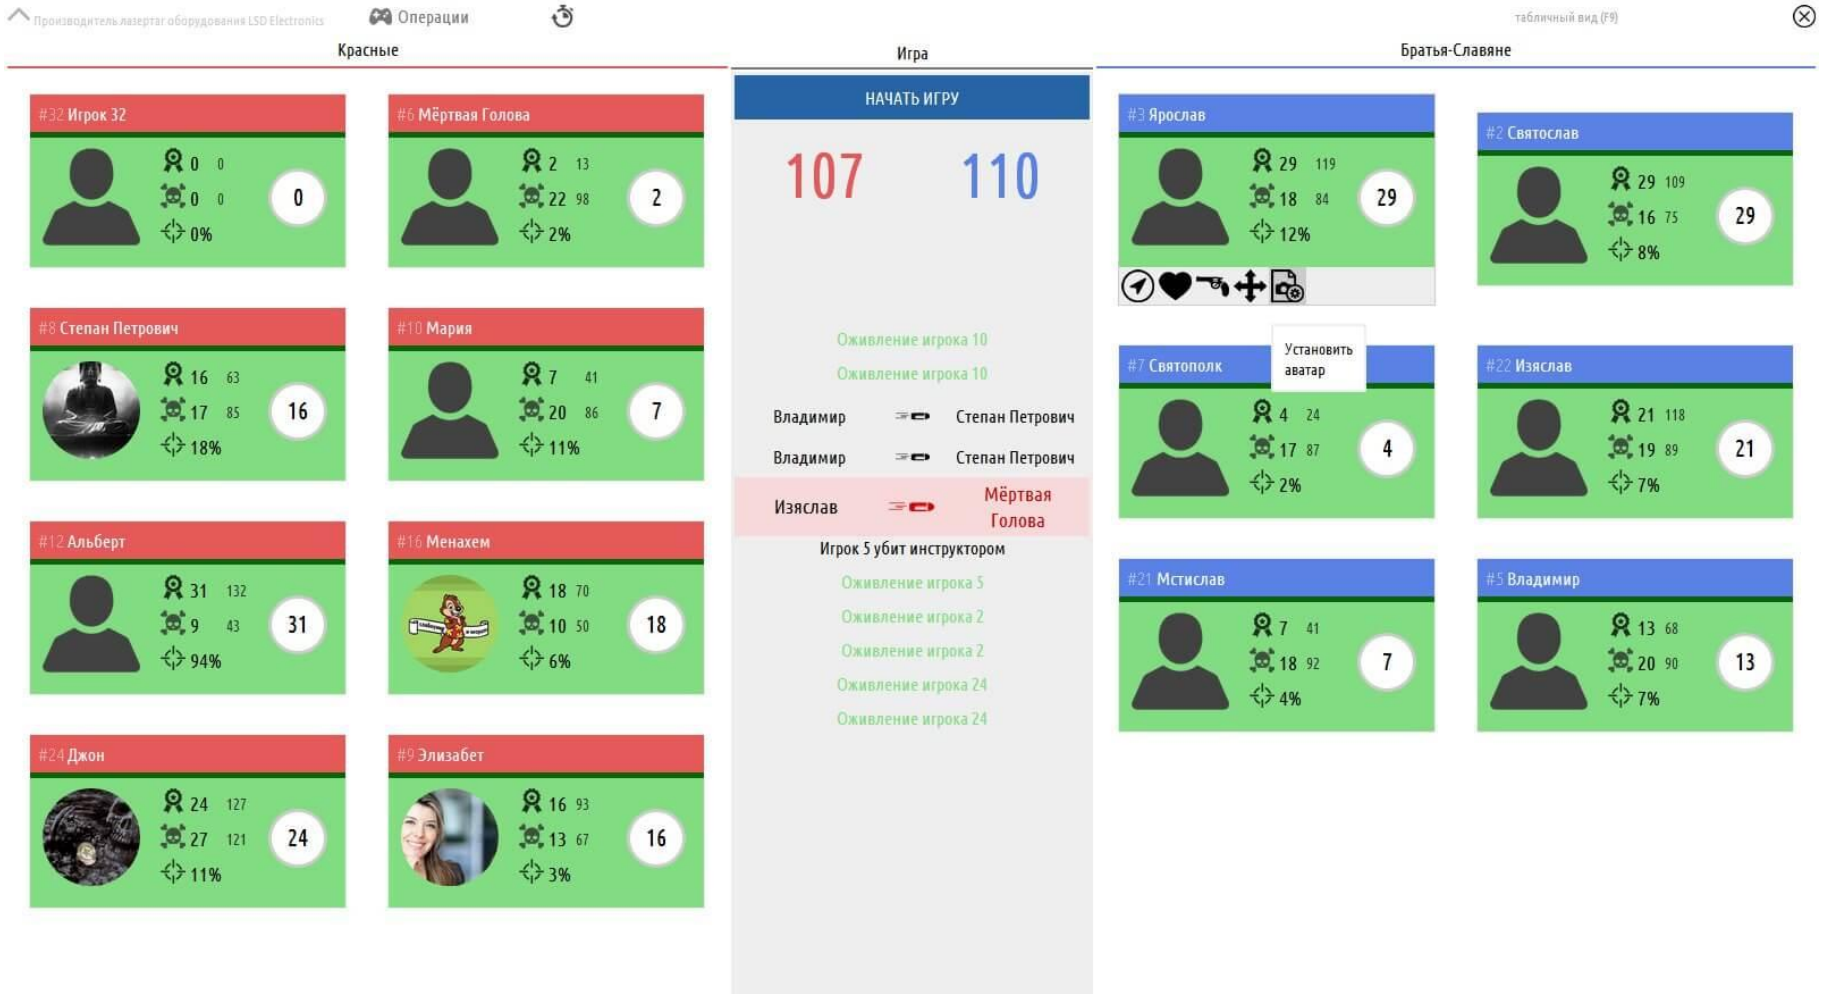 Производитель лазертаг оборудования LSD Electronics
Операции
табличный вид (F9)
Красные
Игра
Братья-Славяне
#32 Игрок 32
0 0
0 0
0%
0
#6 Мёртвая Голова
2 13
22 98
2%
2
#8 Степан Петрович
16 63
17 85
18%
16
#10 Мария
7 41
20 86
11%
7
#12 Альберт
31 132
9 43
94%
31
#16 Менахем
18 70
10 50
6%
18
#24 Джон
24 127
27 121
11%
24
#9 Элизабет
16 93
13 67
3%
16
НАЧАТЬ ИГРУ
107 110
Оживление игрока 10
Оживление игрока 10
Владимир Степан Петрович
Владимир Степан Петрович
Изяслав Мёртвая
Голова
Игрок 5 убит инструктором
Оживление игрока 5
Оживление игрока 2
Оживление игрока 2
Оживление игрока 24
Оживление игрока 24
#3 Ярослав
29 119
18 84
12%
29
#2 Святослав
29 109
16 75
8%
29
Установить
аватар
#7 Святополк
4 24
17 87
2%
4
#22 Изяслав
21 118
19 89
7%
21
#21 Мстислав
7 41
18 92
4%
7
#5 Владимир
13 68
20 90
7%
13